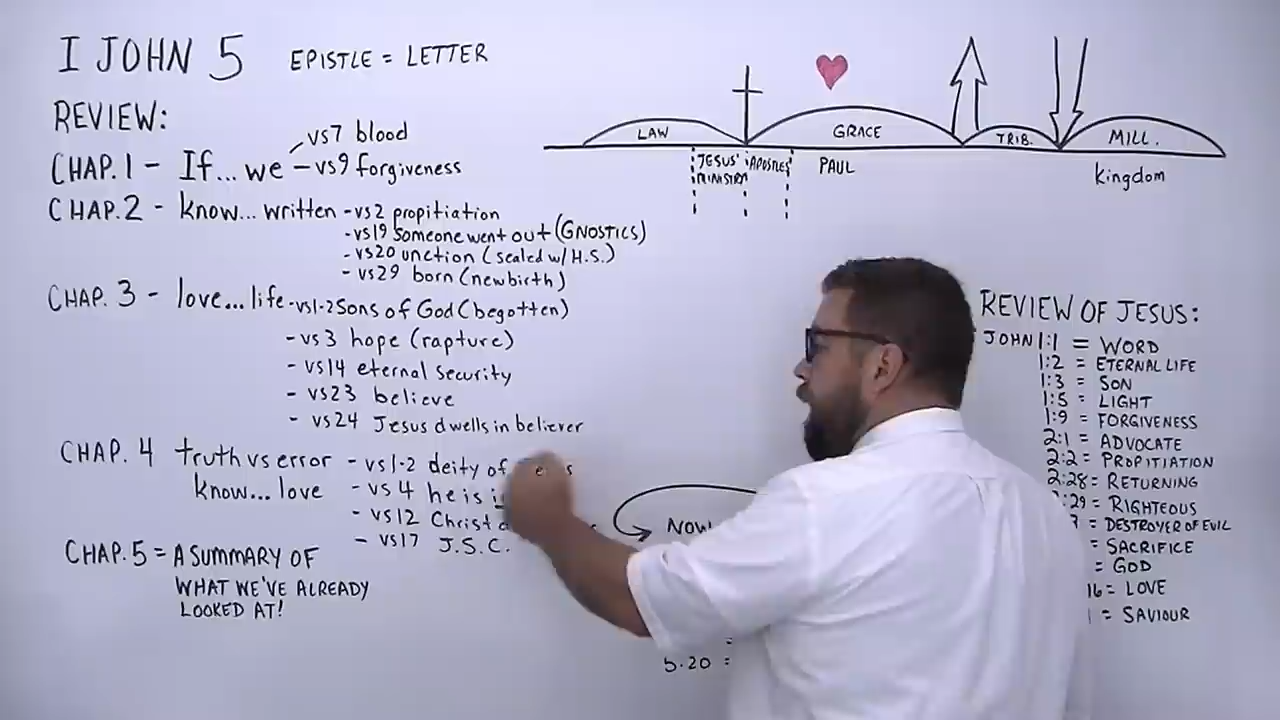 I JOHN 5 EPISTLE = LETTER
REVIEW:
CHAP. 1 - If... we - vs7 blood
- vs9 forgiveness
CHAP. 2 - know... written - vs2 propitiation
- vs19 someone went out (GNOSTICS)
- vs20 unction (sealed w/ H.S.)
- vs29 born (new birth)
CHAP. 3 - love... life - vs1-2 Sons of God (begotten)
- vs3 hope (rapture)
- vs14 eternal security
- vs23 believe
- vs24 Jesus dwells in believer
CHAP. 4 truth vs error - vs1-2 deity of
know... love - vs4 he is
- vs12 Christ
- vs17 J.S.C.
CHAP. 5 = A SUMMARY OF
WHAT WE'VE ALREADY
LOOKED AT!
LAW GRACE TRIB. MILL.
JESUS' MINISTRY APOSTLES PAUL kingdom
NOW
5.20 =
REVIEW OF JESUS:
JOHN 1:1 = WORD
1:2 = ETERNAL LIFE
1:3 = SON
1:5 = LIGHT
1:9 = FORGIVENESS
2:1 = ADVOCATE
2:2 = PROPITIATION
2:28 = RETURNING
:29 = RIGHTEOUS
= DESTROYER OF EVIL
= SACRIFICE
= GOD
16 = LOVE
= SAVIOUR